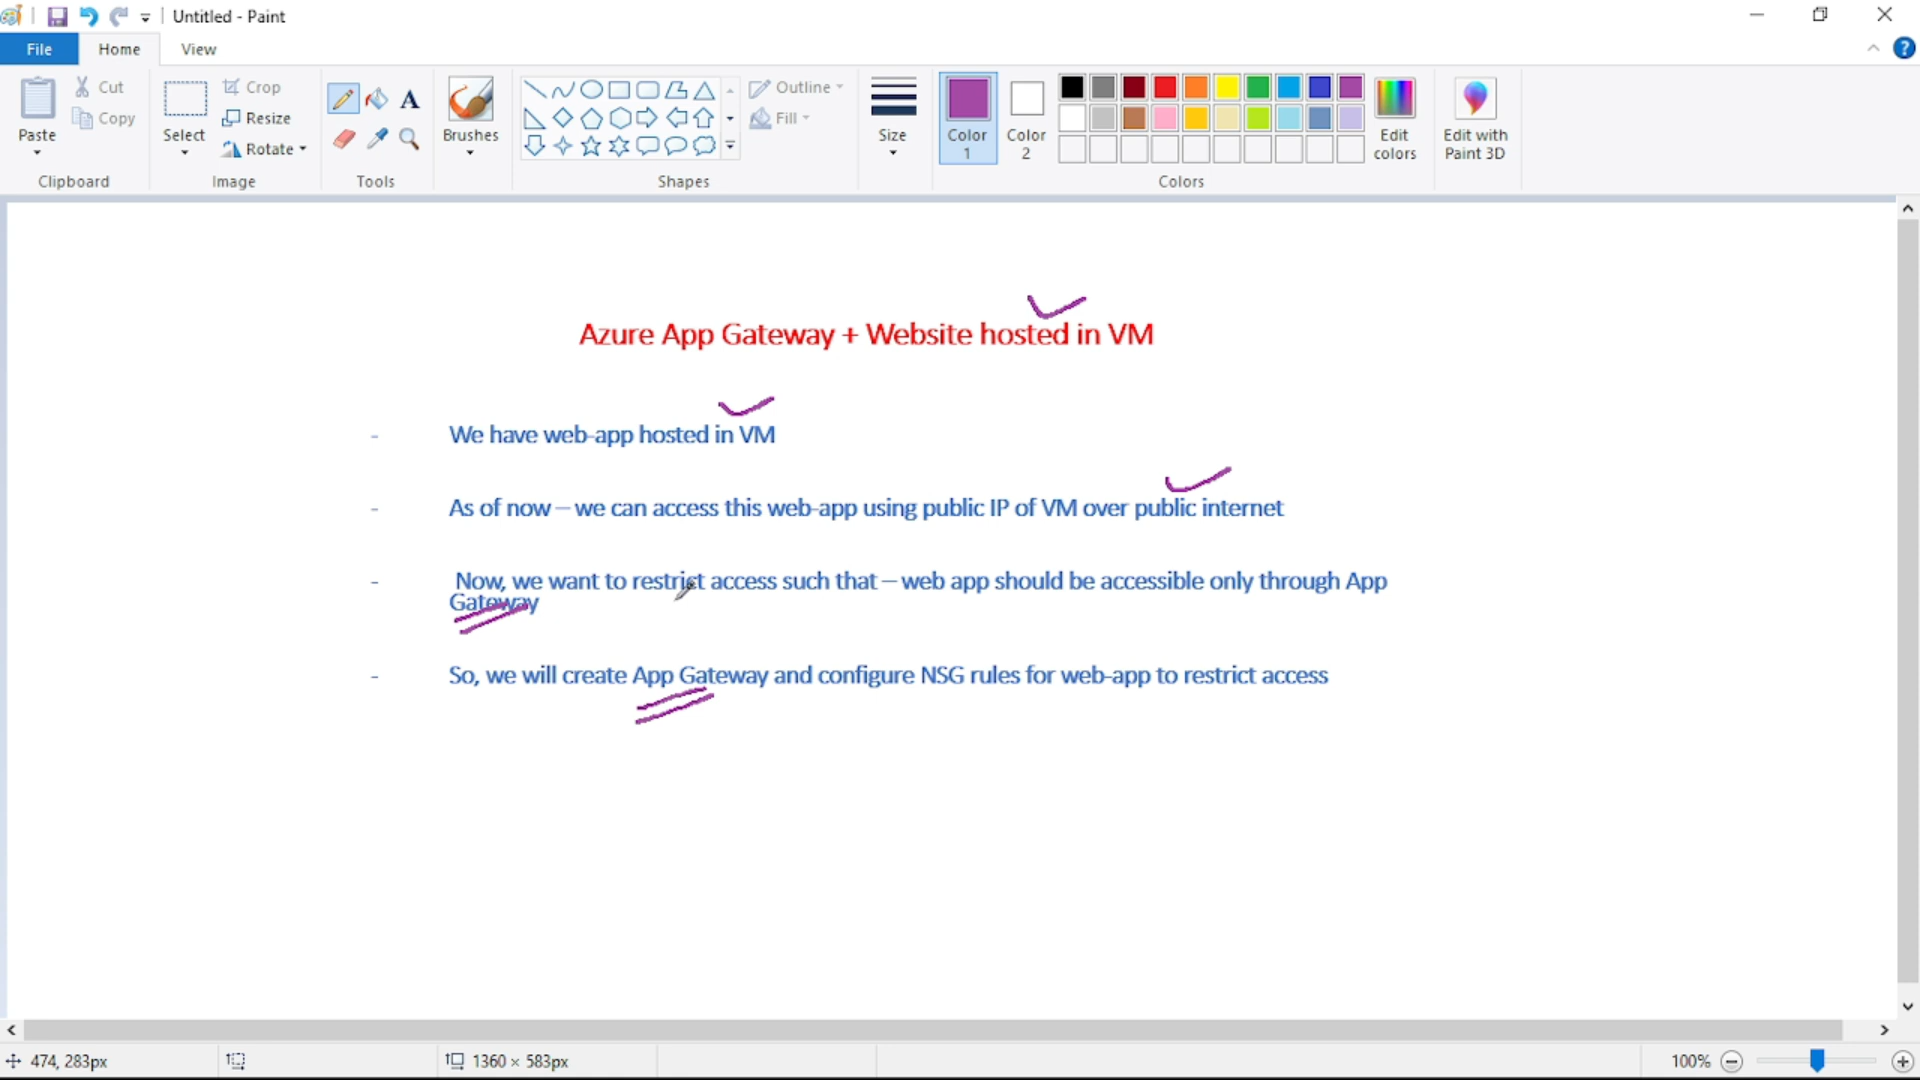 Untitled - Paint
File Home View
Paste
Cut
Copy
Clipboard
Select
Crop
Resize
Rotate
Image
A
Tools
Brushes
Shapes
Outline
Fill
Size
Color 1
Color 2
Colors
Edit colors
Edit with Paint 3D
Azure App Gateway + Website hosted in VM
- We have web-app hosted in VM
- As of now – we can access this web-app using public IP of VM over public internet
- Now, we want to restrict access such that – web app should be accessible only through App
Gateway
- So, we will create App Gateway and configure NSG rules for web-app to restrict access
474, 283px
1360 × 583px
100%